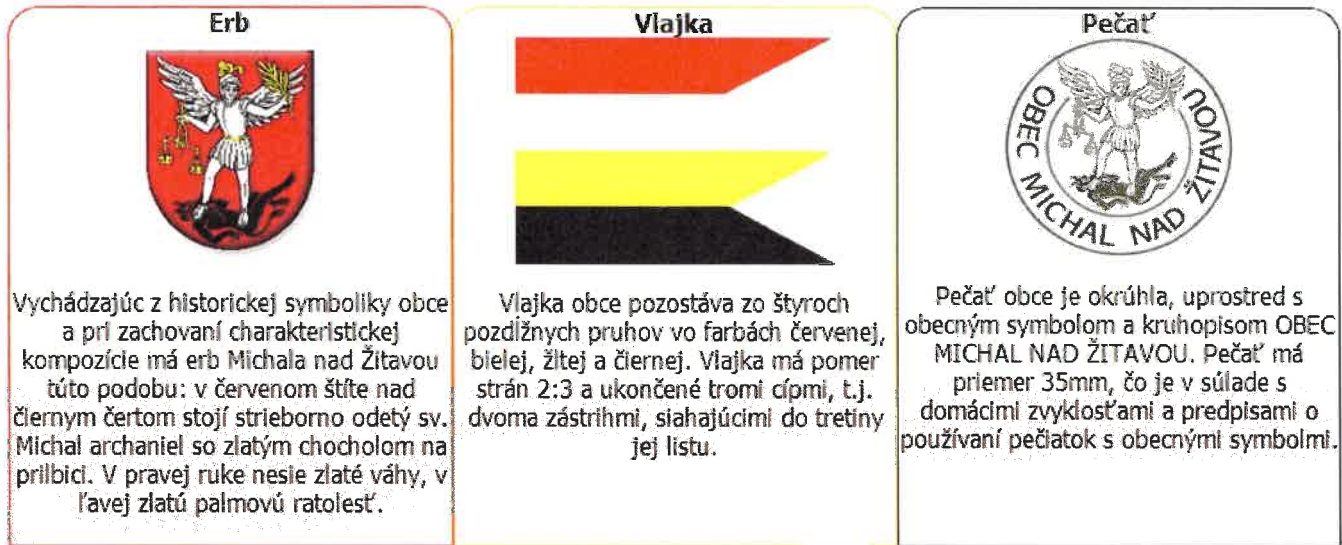 Erb
Vychádzajúc z historickej symboliky obce
a pri zachovaní charakteristickej
kompozície má erb Michala nad Žitavou
túto podobu: v červenom štíte nad
čiernym čertom stojí strieborno odetý sv.
Michal archaniel so zlatým chocholom na
prilbici. V pravej ruke nesie zlaté váhy, v
ľavej zlatú palmovú ratolesť.
Vlajka
Vlajka obce pozostáva zo štyroch
pozdĺžnych pruhov vo farbách červenej,
bielej, žltej a čiernej. Vlajka má pomer
strán 2:3 a ukončené tromi cípmi, t.j.
dvoma zástrihmi, siahajúcimi do tretiny
jej listu.
Pečať
OBEC MICHAL NAD ŽITAVOU
Pečať obce je okrúhla, uprostred s
obecným symbolom a kruhopisom OBEC
MICHAL NAD ŽITAVOU. Pečať má
priemer 35mm, čo je v súlade s
domácimi zvyklosťami a predpisami o
používaní pečiatok s obecnými symbolmi.